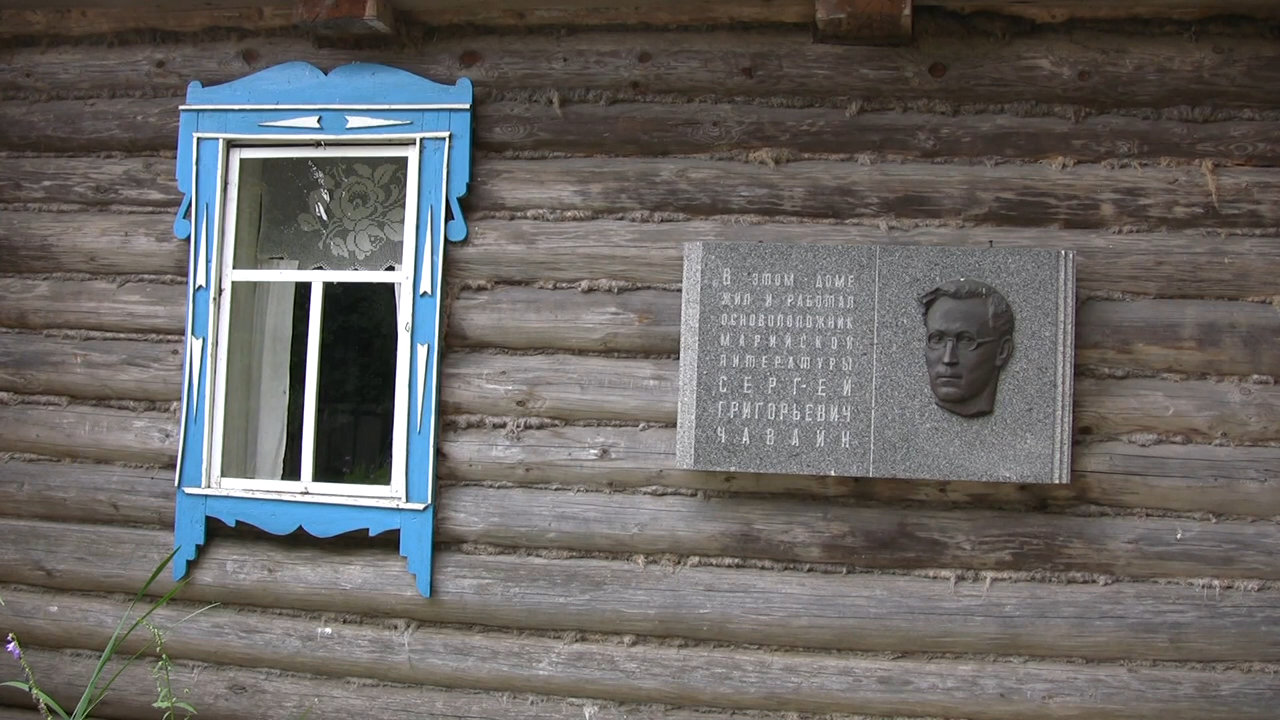 В этом доме
жил и работал
основоположник
марийской
литературы
СЕРГЕЙ
ГРИГОРЬЕВИЧ
ЧАВАЙН